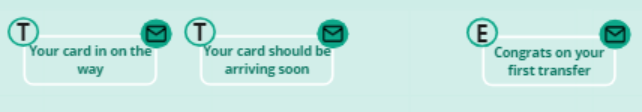 T
Your card in on the
way
T
Your card should be
arriving soon
E
Congrats on your
first transfer